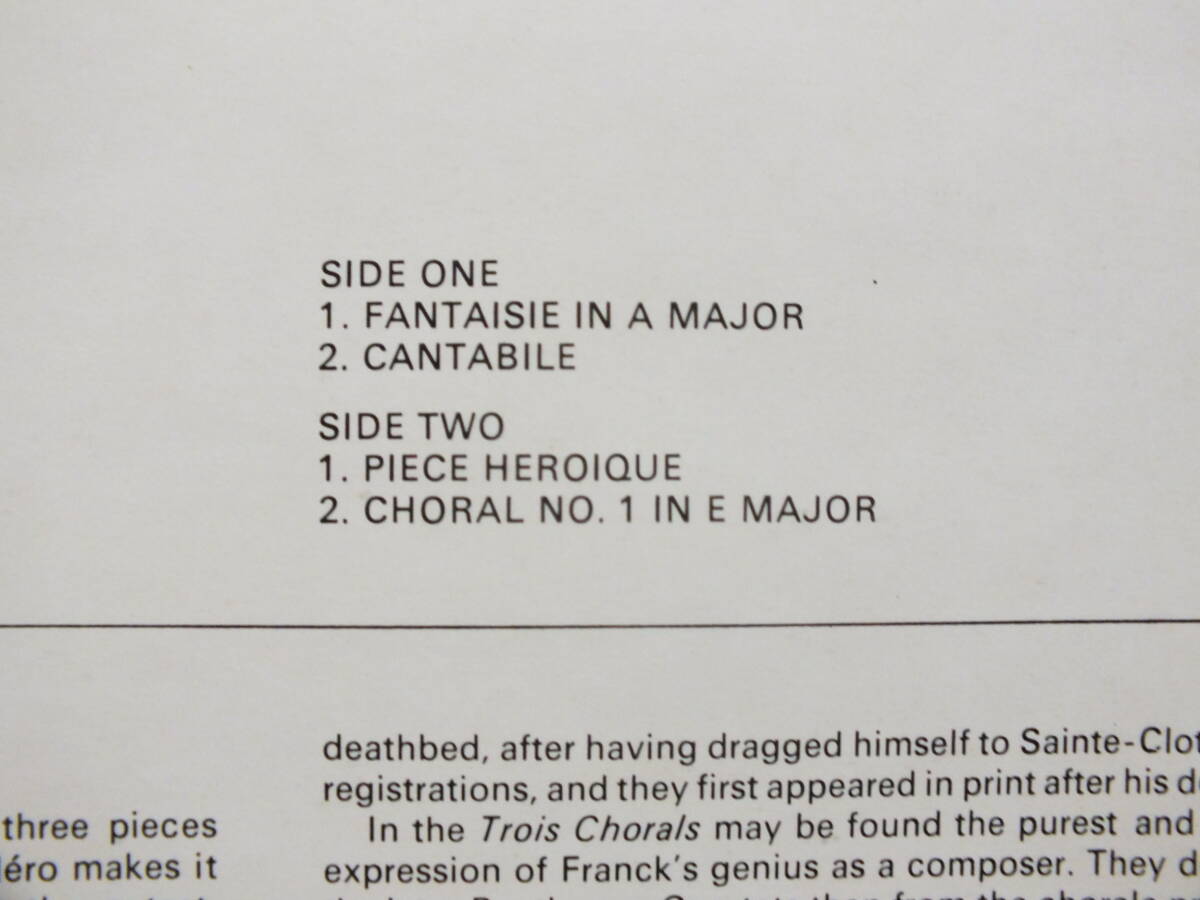 SIDE ONE
1. FANTAISIE IN A MAJOR
2. CANTABILE
SIDE TWO
1. PIECE HEROIQUE
2. CHORAL NO. 1 IN E MAJOR
three pieces
léro makes it
deathbed, after having dragged himself to
registrations, and they first appeared in print after his
In the Trois Chorals may be found the purest and
expression of Franck's genius as a composer. They